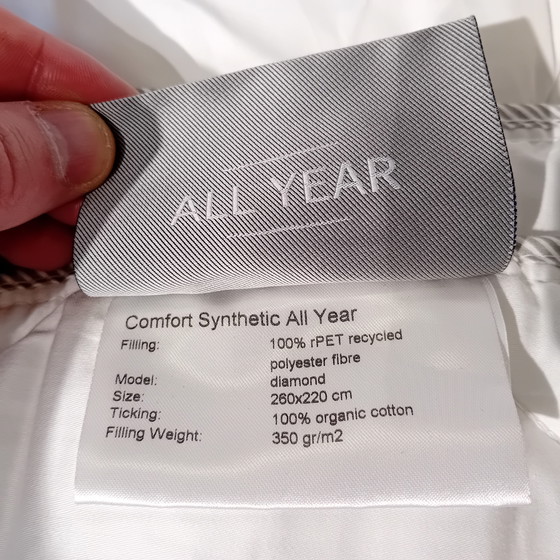 ALL YEAR
Comfort Synthetic All Year
Filling: 100% rPET recycled
polyester fibre
Model: diamond
Size: 260x220 cm
Ticking: 100% organic cotton
Filling Weight: 350 gr/m2